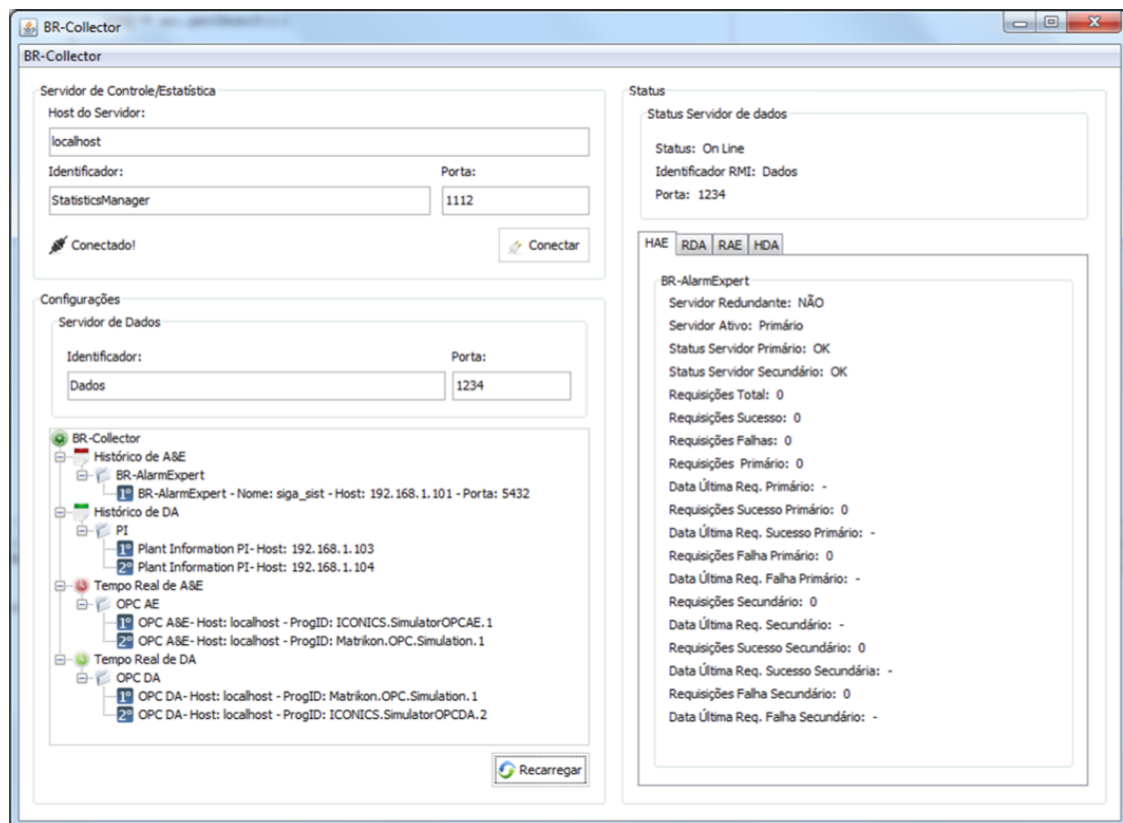 BR-Collector
BR-Collector
Servidor de Controle/Estatística
Host do Servidor:
localhost
Identificador: Porta:
StatisticsManager 1112
Conectado! Conectar
Configurações
Servidor de Dados
Identificador: Porta:
Dados 1234
BR-Collector
Histórico de A&E
BR-AlarmExpert
1º BR-AlarmExpert - Nome: siga_sist - Host: 192.168.1.101 - Porta: 5432
Histórico de DA
PI
1º Plant Information PI- Host: 192.168.1.103
2º Plant Information PI- Host: 192.168.1.104
Tempo Real de A&E
OPC AE
1º OPC A&E- Host: localhost - ProgID: ICONICS.SimulatorOPCAE.1
2º OPC A&E- Host: localhost - ProgID: Matrikon.OPC.Simulation.1
Tempo Real de DA
OPC DA
1º OPC DA- Host: localhost - ProgID: Matrikon.OPC.Simulation.1
2º OPC DA- Host: localhost - ProgID: ICONICS.SimulatorOPCDA.2
Recarregar
Status
Status Servidor de dados
Status: On Line
Identificador RMI: Dados
Porta: 1234
HAE RDA RAE HDA
BR-AlarmExpert
Servidor Redundante: NÃO
Servidor Ativo: Primário
Status Servidor Primário: OK
Status Servidor Secundário: OK
Requisições Total: 0
Requisições Sucesso: 0
Requisições Falhas: 0
Requisições Primário: 0
Data Última Req. Primário: -
Requisições Sucesso Primário: 0
Data Última Req. Sucesso Primário: -
Requisições Falha Primário: 0
Data Última Req. Falha Primário: -
Requisições Secundário: 0
Data Última Req. Secundário: -
Requisições Sucesso Secundário: 0
Data Última Req. Sucesso Secundária: -
Requisições Falha Secundário: 0
Data Última Req. Falha Secundário: -